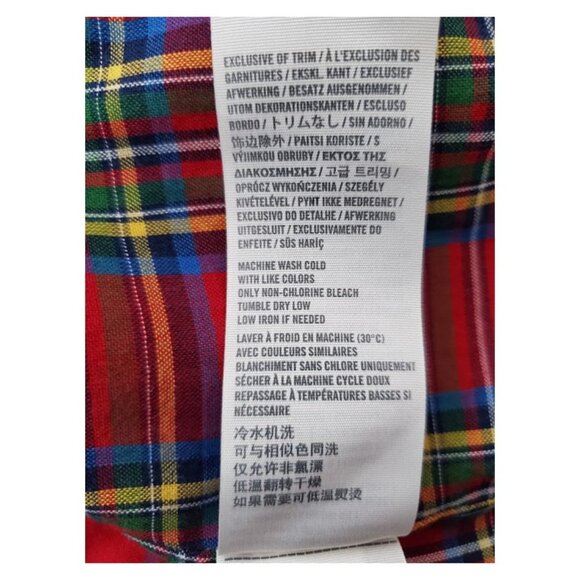 EXCLUSIVE OF TRIM / À L'EXCLUSION DES
GARNITURES / EKSKL. KANT / EXCLUSIEF
AFWERKING / BESATZ AUSGENOMMEN /
UTOM DEKORATIONSKANTEN / ESCLUSO
BORDO / トリムなし / SIN ADORNO /
饰边除外 / PAITSI KORISTE / S
VÝJIMKOU OBRUBY / ΕΚΤΟΣ ΤΗΣ
ΔΙΑΚΟΣΜΗΣΗΣ / 고급 트리밍 /
OPRÓCZ WYKOŃCZENIA / SZEGÉLY
KIVÉTELÉVEL / PYNT IKKE MEDREGNET /
EXCLUSIVO DO DETALHE / AFWERKING
UITGESLUIT / EXCLUSIVAMENTO DO
ENFEITE / SÜS HARİÇ
MACHINE WASH COLD
WITH LIKE COLORS
ONLY NON-CHLORINE BLEACH
TUMBLE DRY LOW
LOW IRON IF NEEDED
LAVER À FROID EN MACHINE (30°C)
AVEC COULEURS SIMILAIRES
BLANCHIMENT SANS CHLORE UNIQUEMENT
SÉCHER À LA MACHINE CYCLE DOUX
REPASSAGE À TEMPÉRATURES BASSES SI
NÉCESSAIRE
冷水机洗
可与相似色同洗
仅允许非氯漂
低温翻转干燥
如果需要可低温熨烫